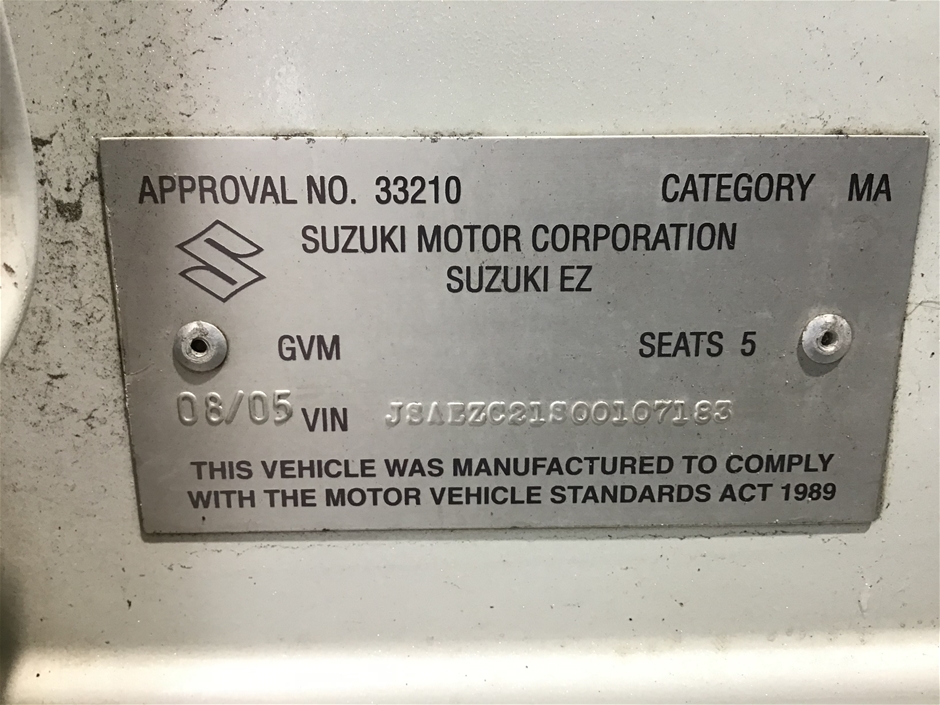 APPROVAL NO. 33210 CATEGORY MA
SUZUKI MOTOR CORPORATION
SUZUKI EZ
GVM SEATS 5
08/05 VIN JSAEZC21S00107183
THIS VEHICLE WAS MANUFACTURED TO COMPLY
WITH THE MOTOR VEHICLE STANDARDS ACT 1989